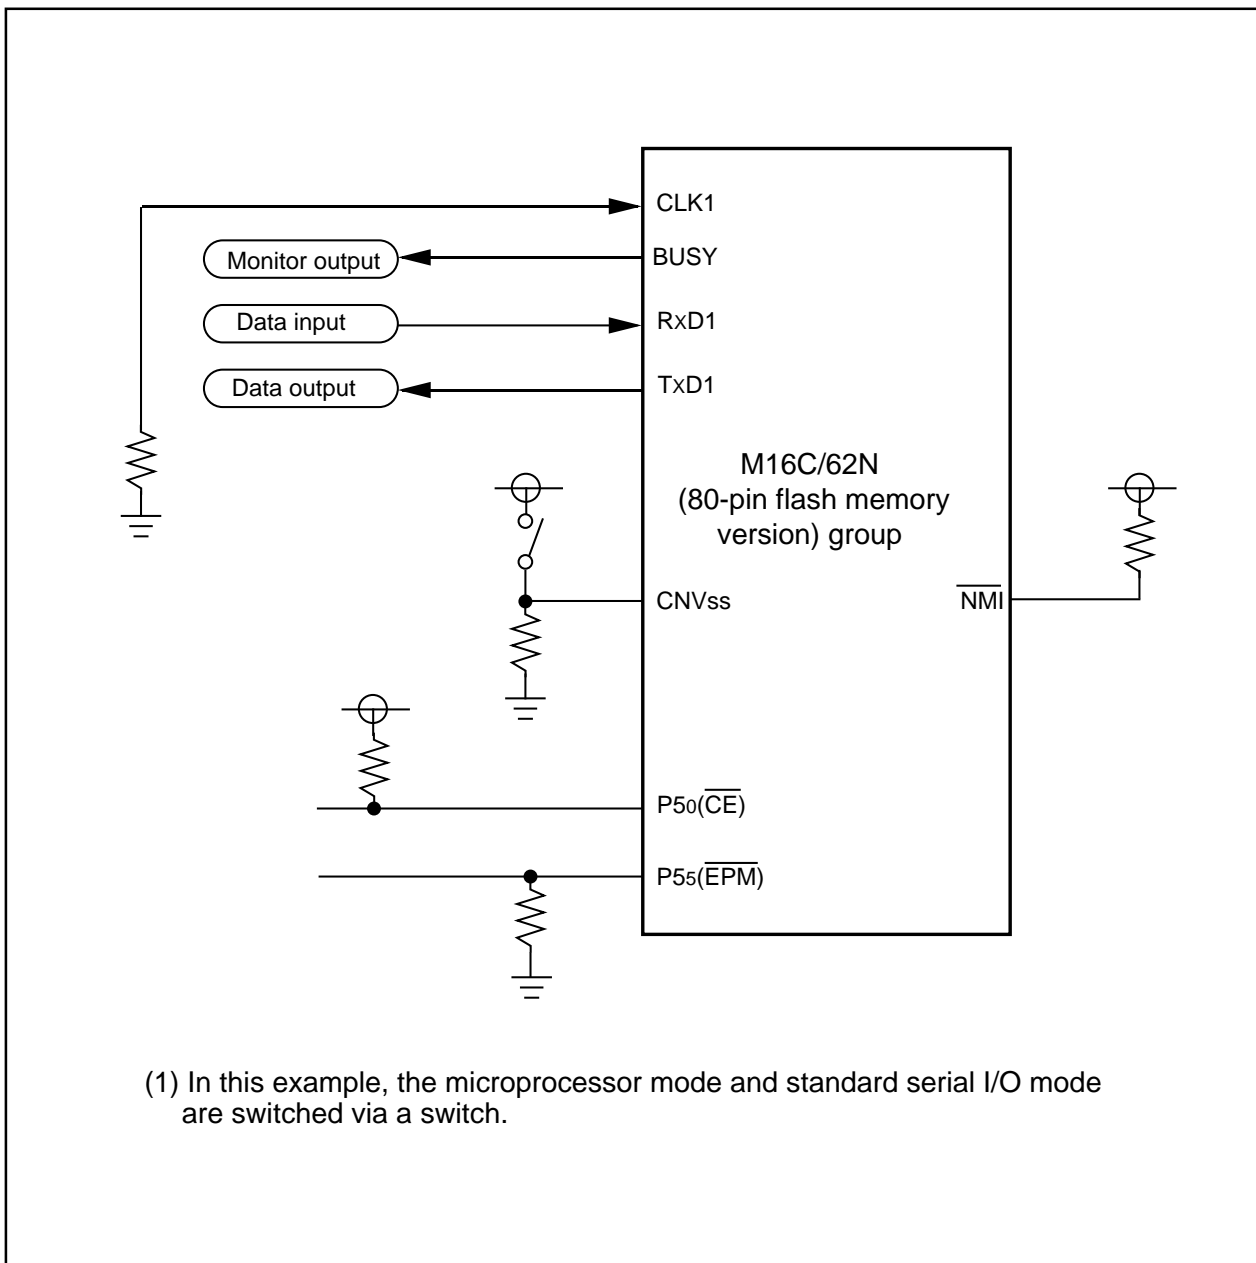 CLK1
Monitor output
BUSY
Data input
RxD1
Data output
TxD1
M16C/62N
(80-pin flash memory
version) group
CNVss
NMI
P50(CE)
P55(EPM)
(1) In this example, the microprocessor mode and standard serial I/O mode
are switched via a switch.